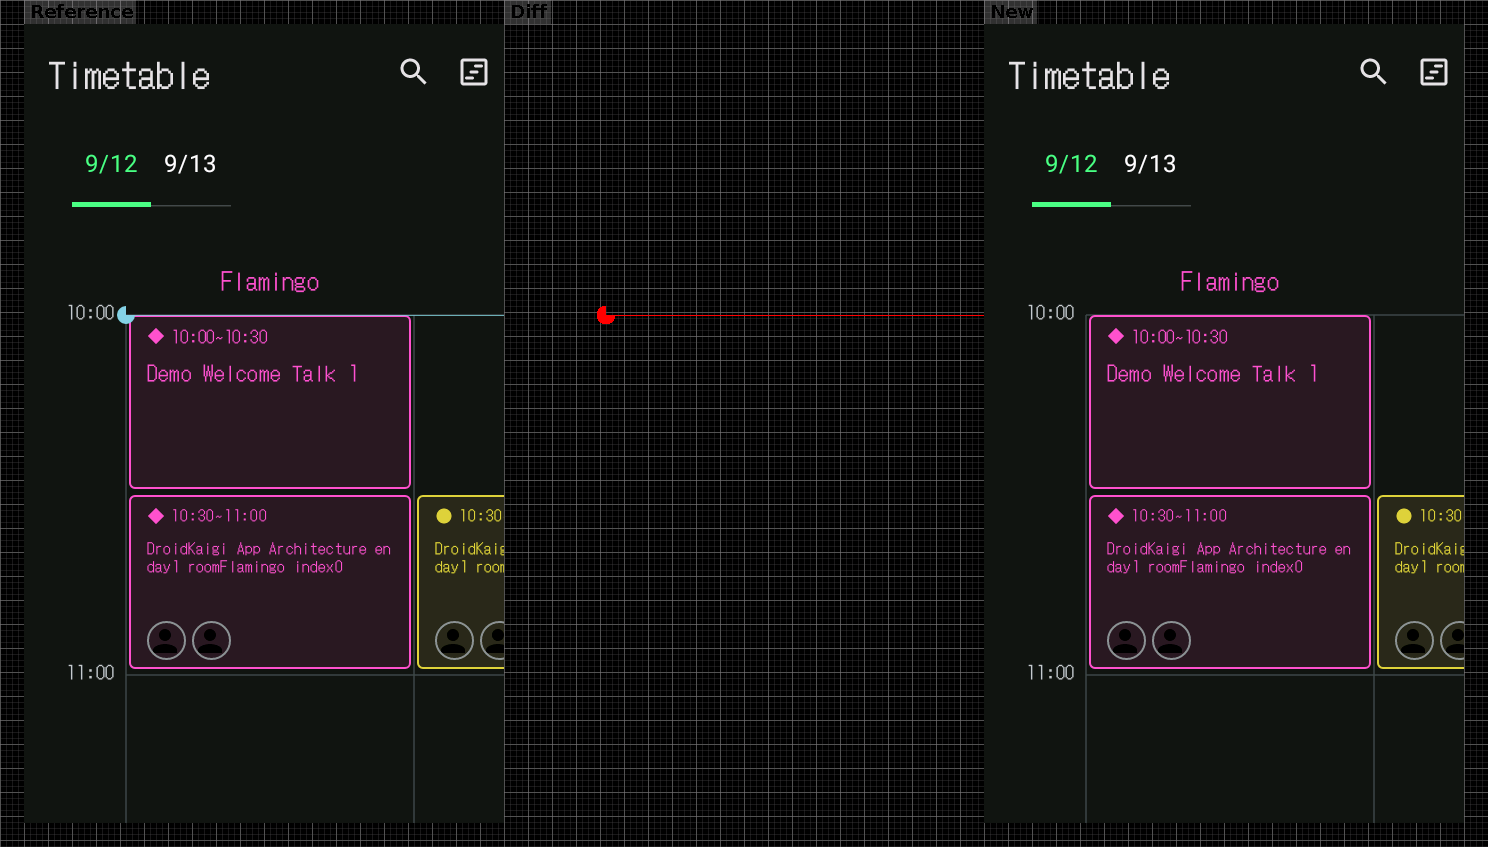 Reference
Diff
New
Timetable
9/12 9/13
Flamingo
10:00
10:00~10:30
Demo Welcome Talk 1
10:30~11:00
DroidKaigi App Architecture en
day1 roomFlamingo index0
10:30
DroidKaig
day1 room
11:00
Timetable
9/12 9/13
Flamingo
10:00
10:00~10:30
Demo Welcome Talk 1
10:30~11:00
DroidKaigi App Architecture en
day1 roomFlamingo index0
10:30
DroidKaig
day1 room
11:00